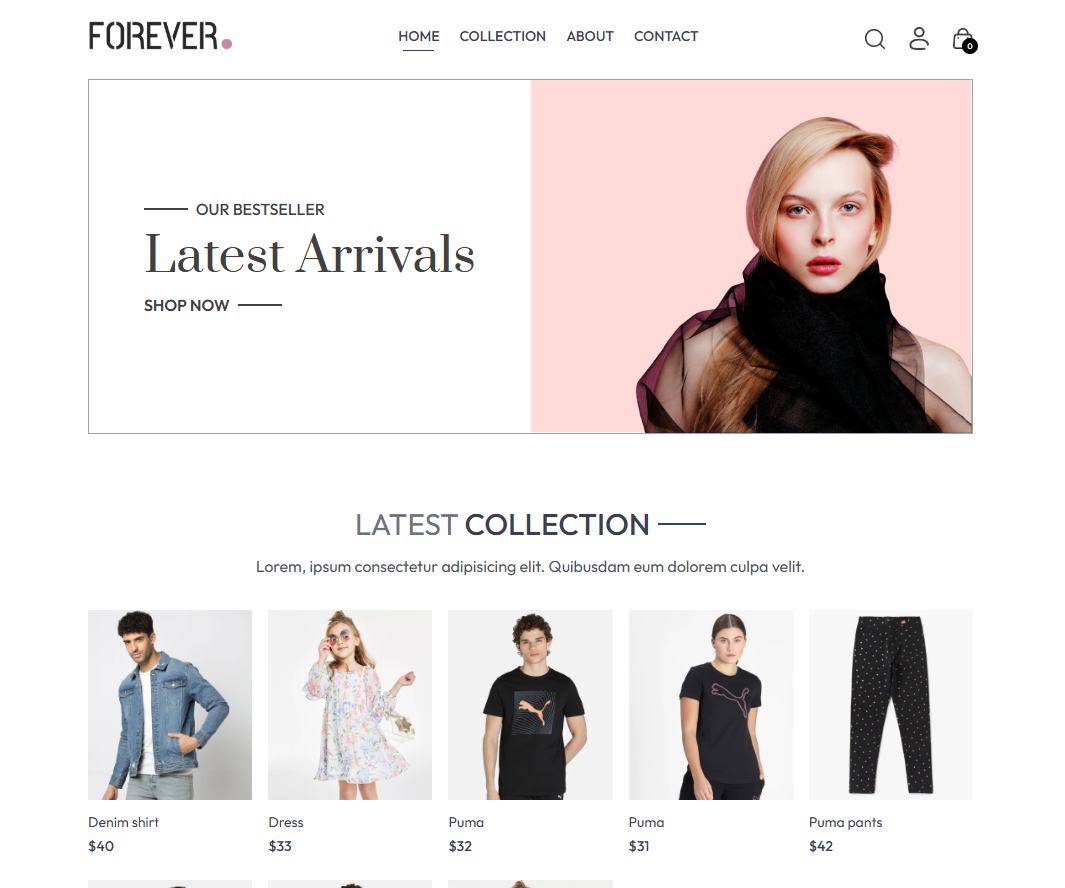 FOREVER.
HOME COLLECTION ABOUT CONTACT
0
OUR BESTSELLER
Latest Arrivals
SHOP NOW
LATEST COLLECTION
Lorem, ipsum consectetur adipisicing elit. Quibusdam eum dolorem culpa velit.
Denim shirt
$40
Dress
$33
Puma
$32
Puma
$31
Puma pants
$42